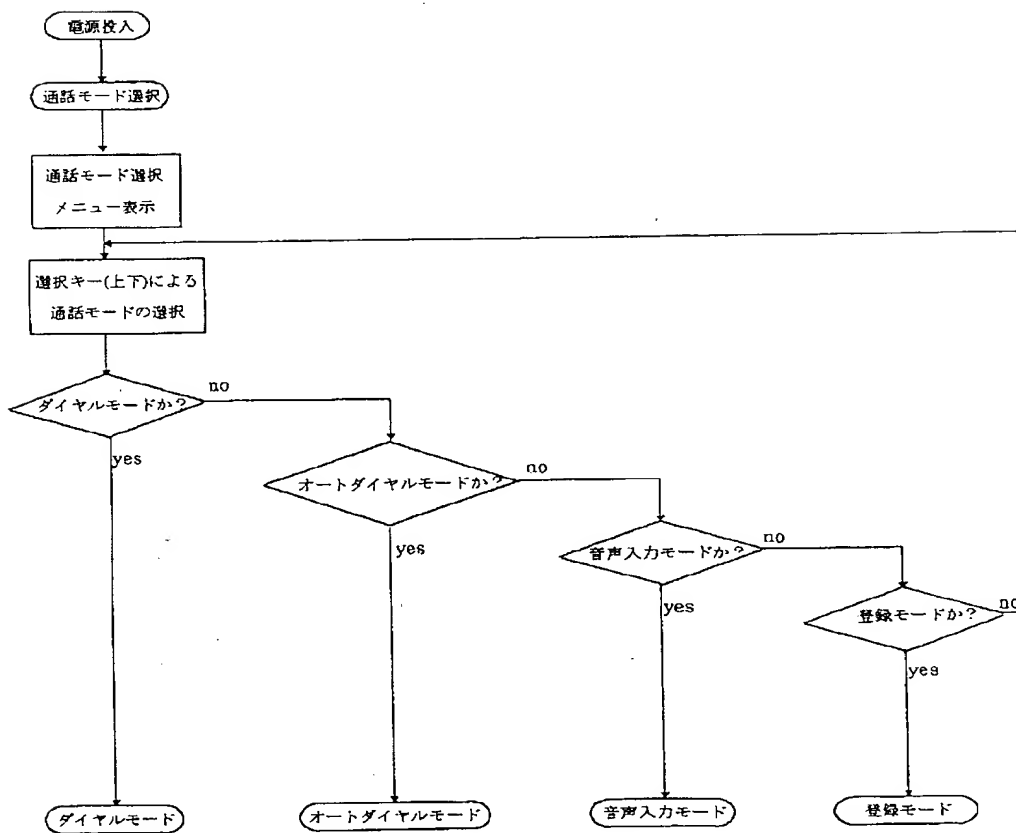 電源投入
通話モード選択
通話モード選択
メニュー表示
選択キー(上下)による
通話モードの選択
ダイヤルモードか?
no
yes
オートダイヤルモードか?
no
yes
音声入力モードか?
no
yes
登録モードか?
no
yes
ダイヤルモード
オートダイヤルモード
音声入力モード
登録モード